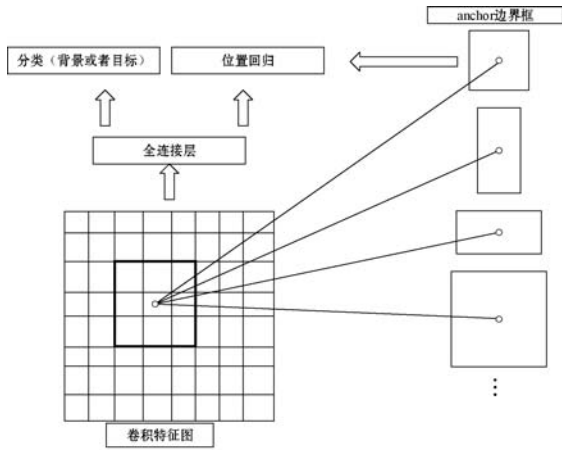 anchor边界框
分类（背景或者目标）
位置回归
全连接层
卷积特征图